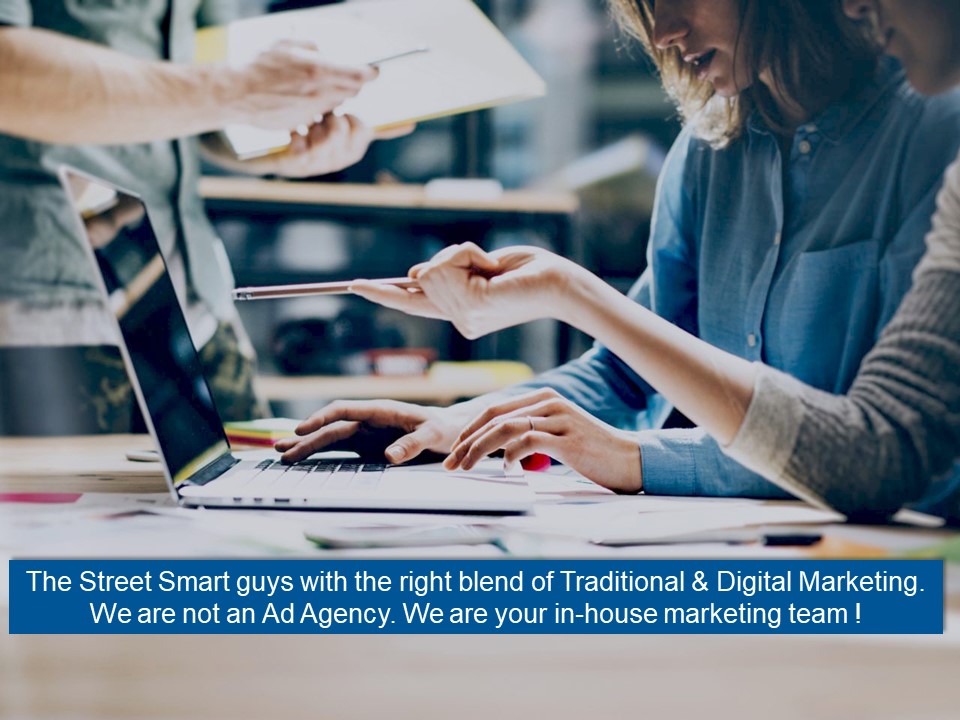 The Street Smart guys with the right blend of Traditional & Digital Marketing.
We are not an Ad Agency. We are your in-house marketing team !